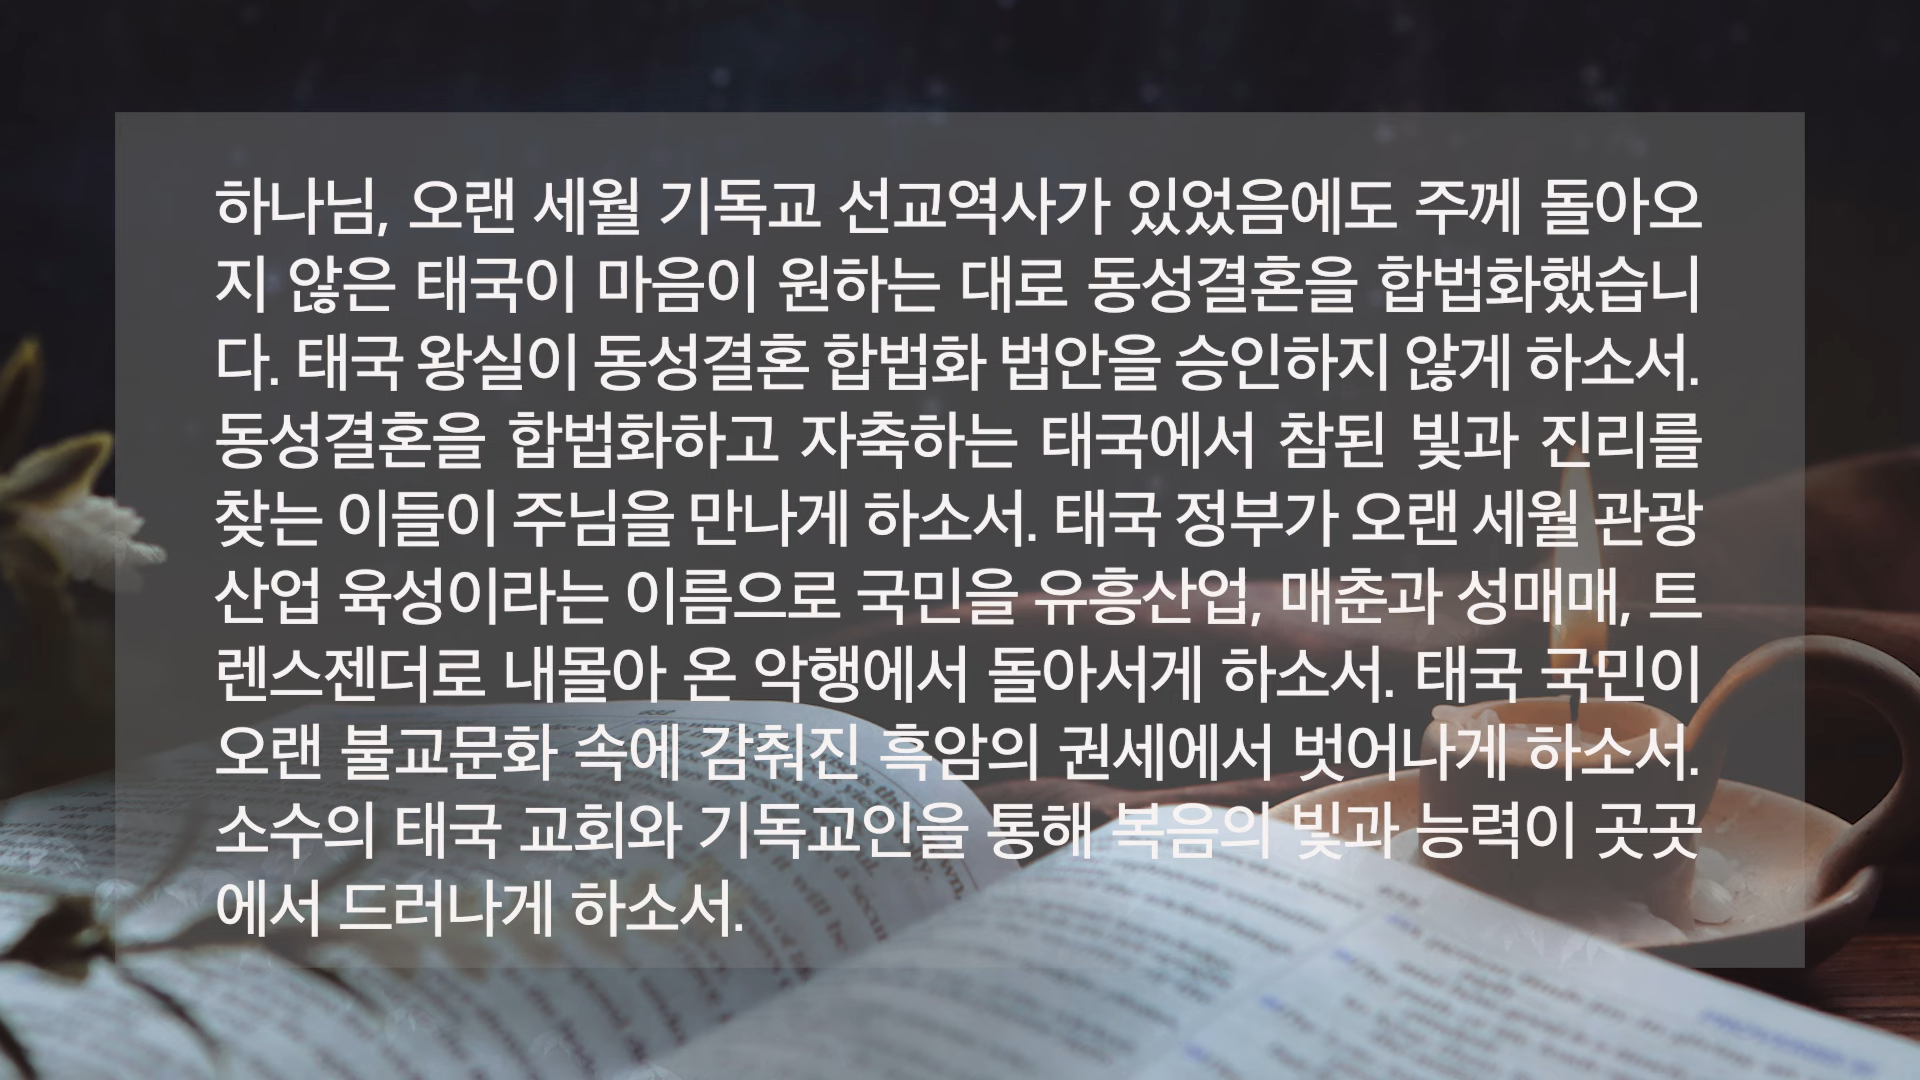 하나님, 오랜 세월 기독교 선교역사가 있었음에도 주께 돌아오
지 않은 태국이 마음이 원하는 대로 동성결혼을 합법화했습니
다. 태국 왕실이 동성결혼 합법화 법안을 승인하지 않게 하소서.
동성결혼을 합법화하고 자축하는 태국에서 참된 빛과 진리를
찾는 이들이 주님을 만나게 하소서. 태국 정부가 오랜 세월 관광
산업 육성이라는 이름으로 국민을 유흥산업, 매춘과 성매매, 트
렌스젠더로 내몰아 온 악행에서 돌아서게 하소서. 태국 국민이
오랜 불교문화 속에 감춰진 흑암의 권세에서 벗어나게 하소서.
소수의 태국 교회와 기독교인을 통해 복음의 빛과 능력이 곳곳
에서 드러나게 하소서.